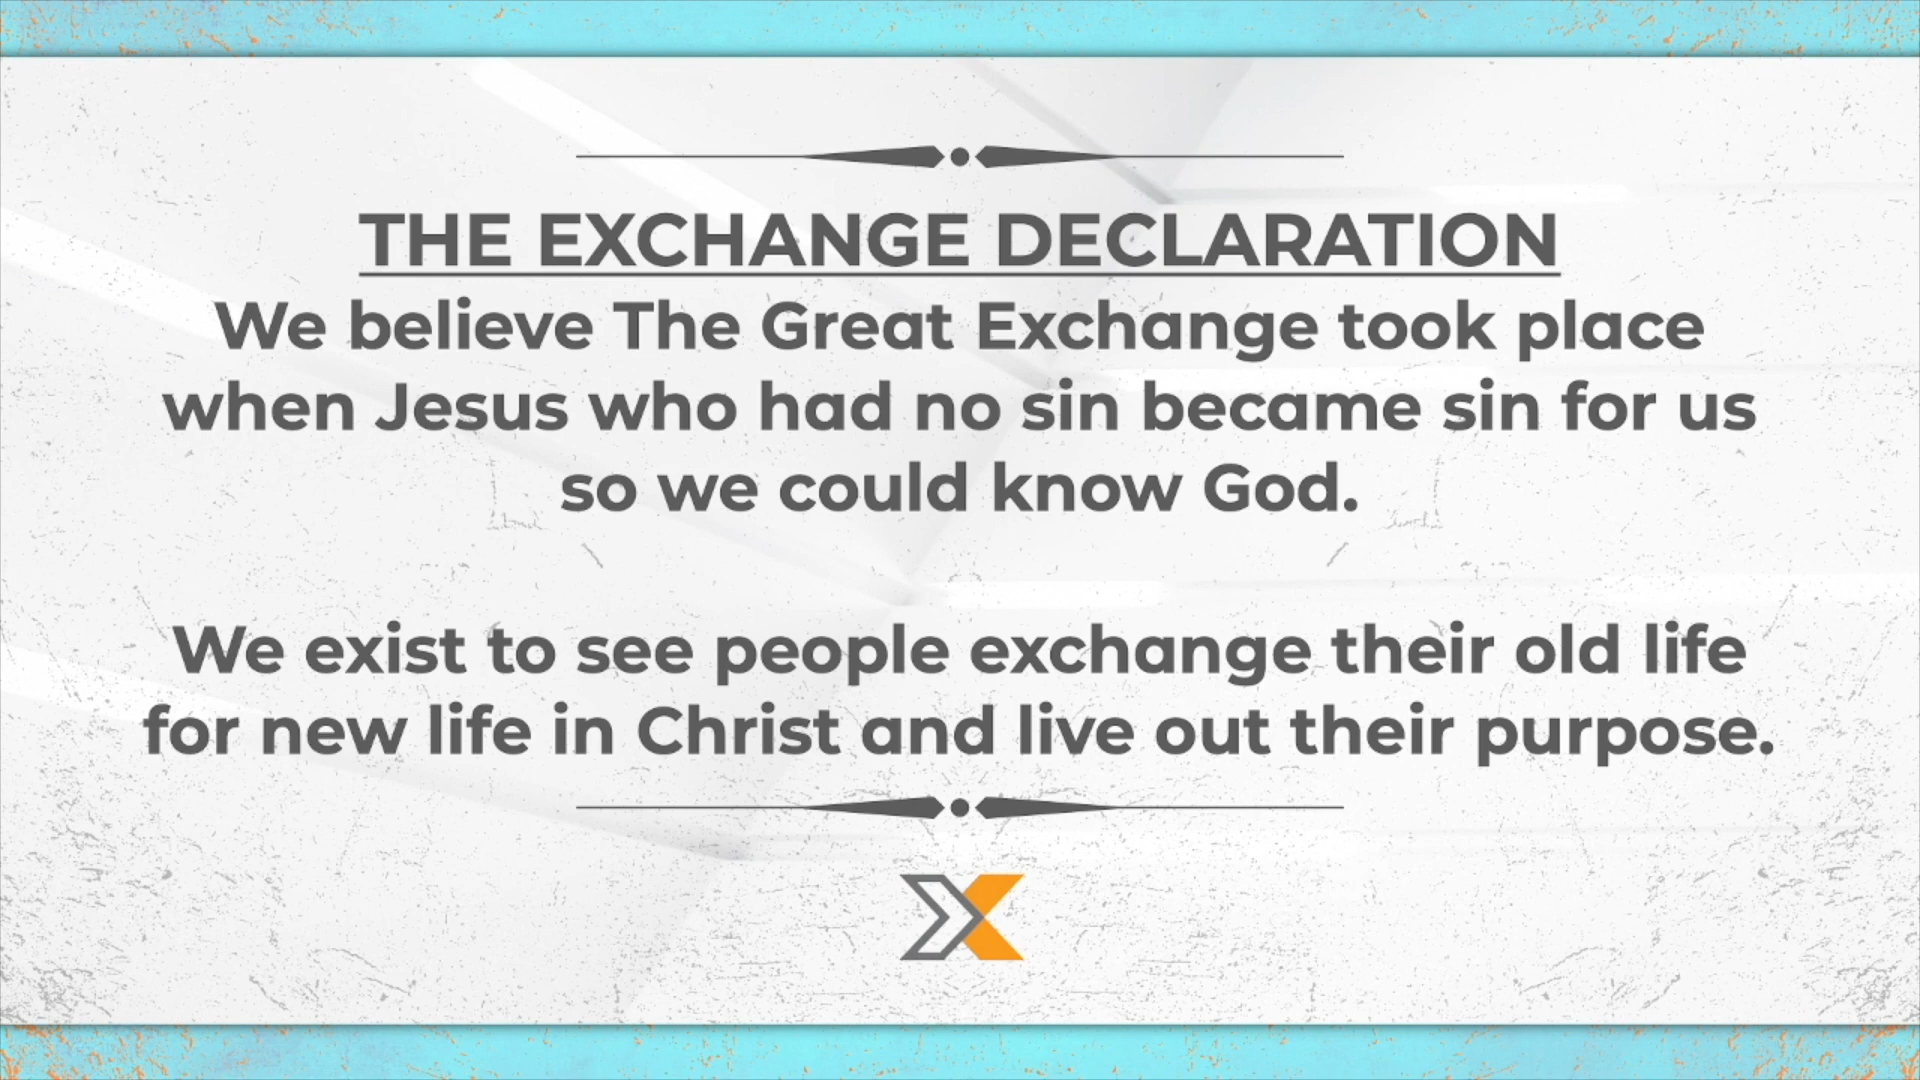 THE EXCHANGE DECLARATION
We believe The Great Exchange took place
when Jesus who had no sin became sin for us
so we could know God.
We exist to see people exchange their old life
for new life in Christ and live out their purpose.